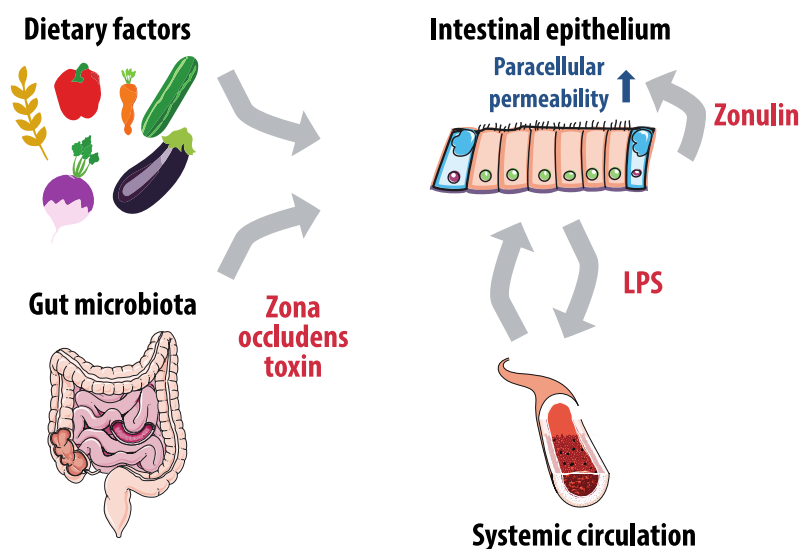 Dietary factors
Intestinal epithelium
Paracellular
permeability
Zonulin
Gut microbiota
Zona
occludens
toxin
LPS
Systemic circulation